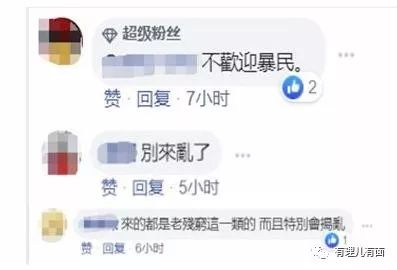 超级粉丝
不歡迎暴民。
2
赞 · 回复 · 7小时
別來亂了
赞 · 回复 · 5小时
來的都是老殘窮這一類的 而且特別會搗亂
1
赞 · 回复 · 6小时
有理儿有面